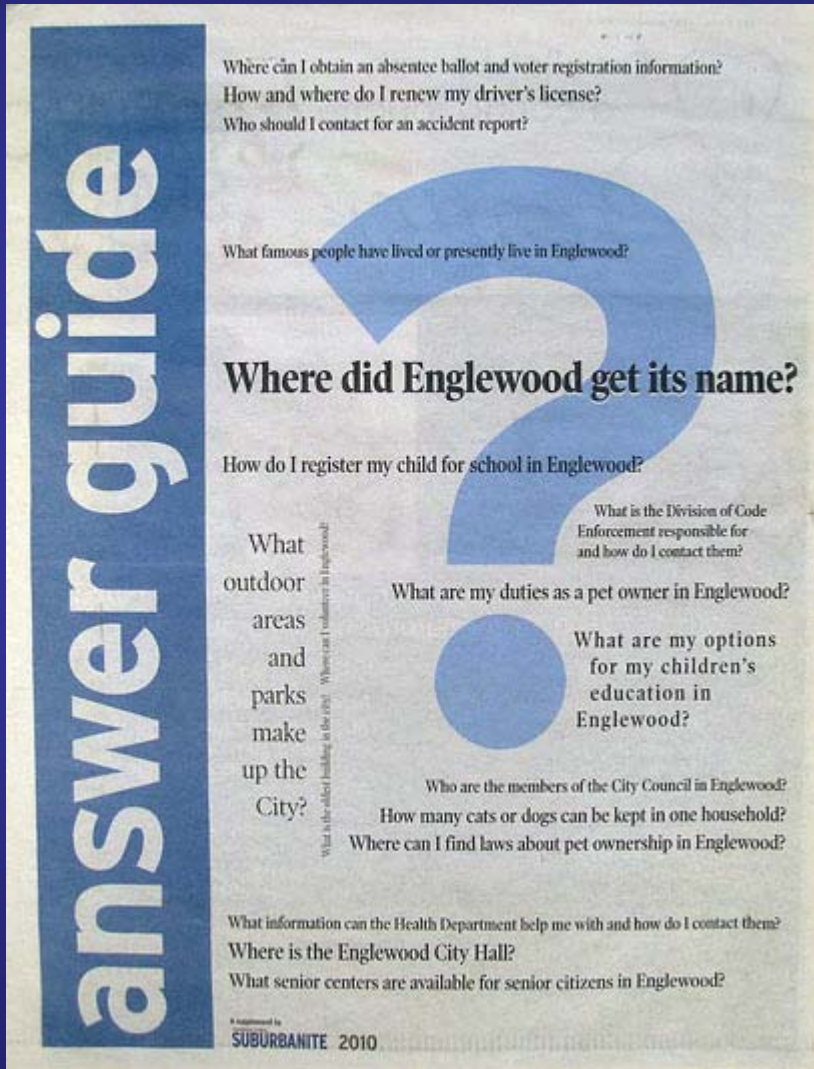 answer guide
Where can I obtain an absentee ballot and voter registration information?
How and where do I renew my driver's license?
Who should I contact for an accident report?
What famous people have lived or presently live in Englewood?
Where did Englewood get its name?
How do I register my child for school in Englewood?
What is the Division of Code
Enforcement responsible for
and how do I contact them?
What
outdoor
areas
and
parks
make
up the
City?
What is the oldest building in the city? Where can I volunteer in Englewood?
What are my duties as a pet owner in Englewood?
What are my options
for my children's
education in
Englewood?
Who are the members of the City Council in Englewood?
How many cats or dogs can be kept in one household?
Where can I find laws about pet ownership in Englewood?
What information can the Health Department help me with and how do I contact them?
Where is the Englewood City Hall?
What senior centers are available for senior citizens in Englewood?
A supplement to
SUBURBANITE 2010